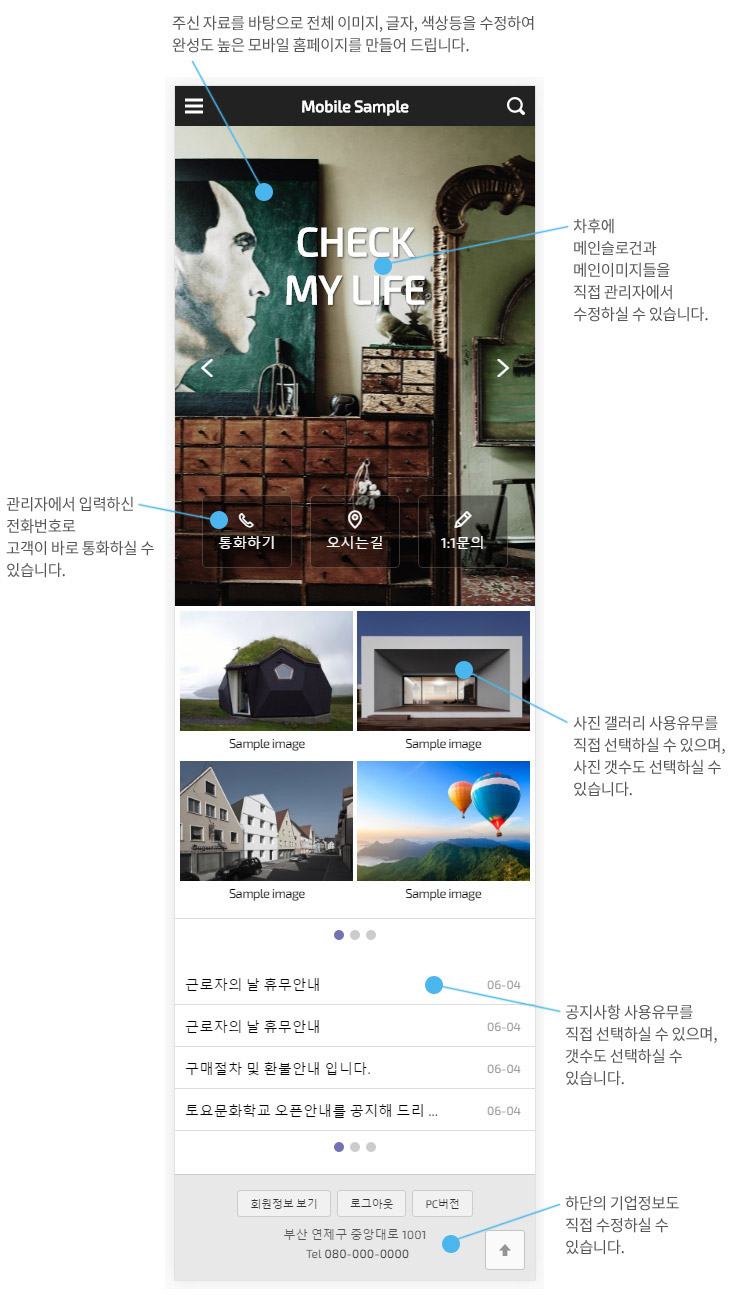 주신 자료를 바탕으로 전체 이미지, 글자, 색상등을 수정하여
완성도 높은 모바일 홈페이지를 만들어 드립니다.
Mobile Sample
CHECK
MY LIFE
차후에
메인슬로건과
메인이미지들을
직접 관리자에서
수정하실 수 있습니다.
관리자에서 입력하신
전화번호로
고객이 바로 통화하실 수
있습니다.
통화하기
오시는길
1:1문의
Sample image
Sample image
사진 갤러리 사용유무를
직접 선택하실 수 있으며,
사진 갯수도 선택하실 수
있습니다.
Sample image
Sample image
근로자의 날 휴무안내 06-04
근로자의 날 휴무안내 06-04
구매절차 및 환불안내 입니다. 06-04
토요문화학교 오픈안내를 공지해 드리 ... 06-04
공지사항 사용유무를
직접 선택하실 수 있으며,
갯수도 선택하실 수
있습니다.
회원정보 보기
로그아웃
PC버전
부산 연제구 중앙대로 1001
Tel 080-000-0000
하단의 기업정보도
직접 수정하실 수
있습니다.